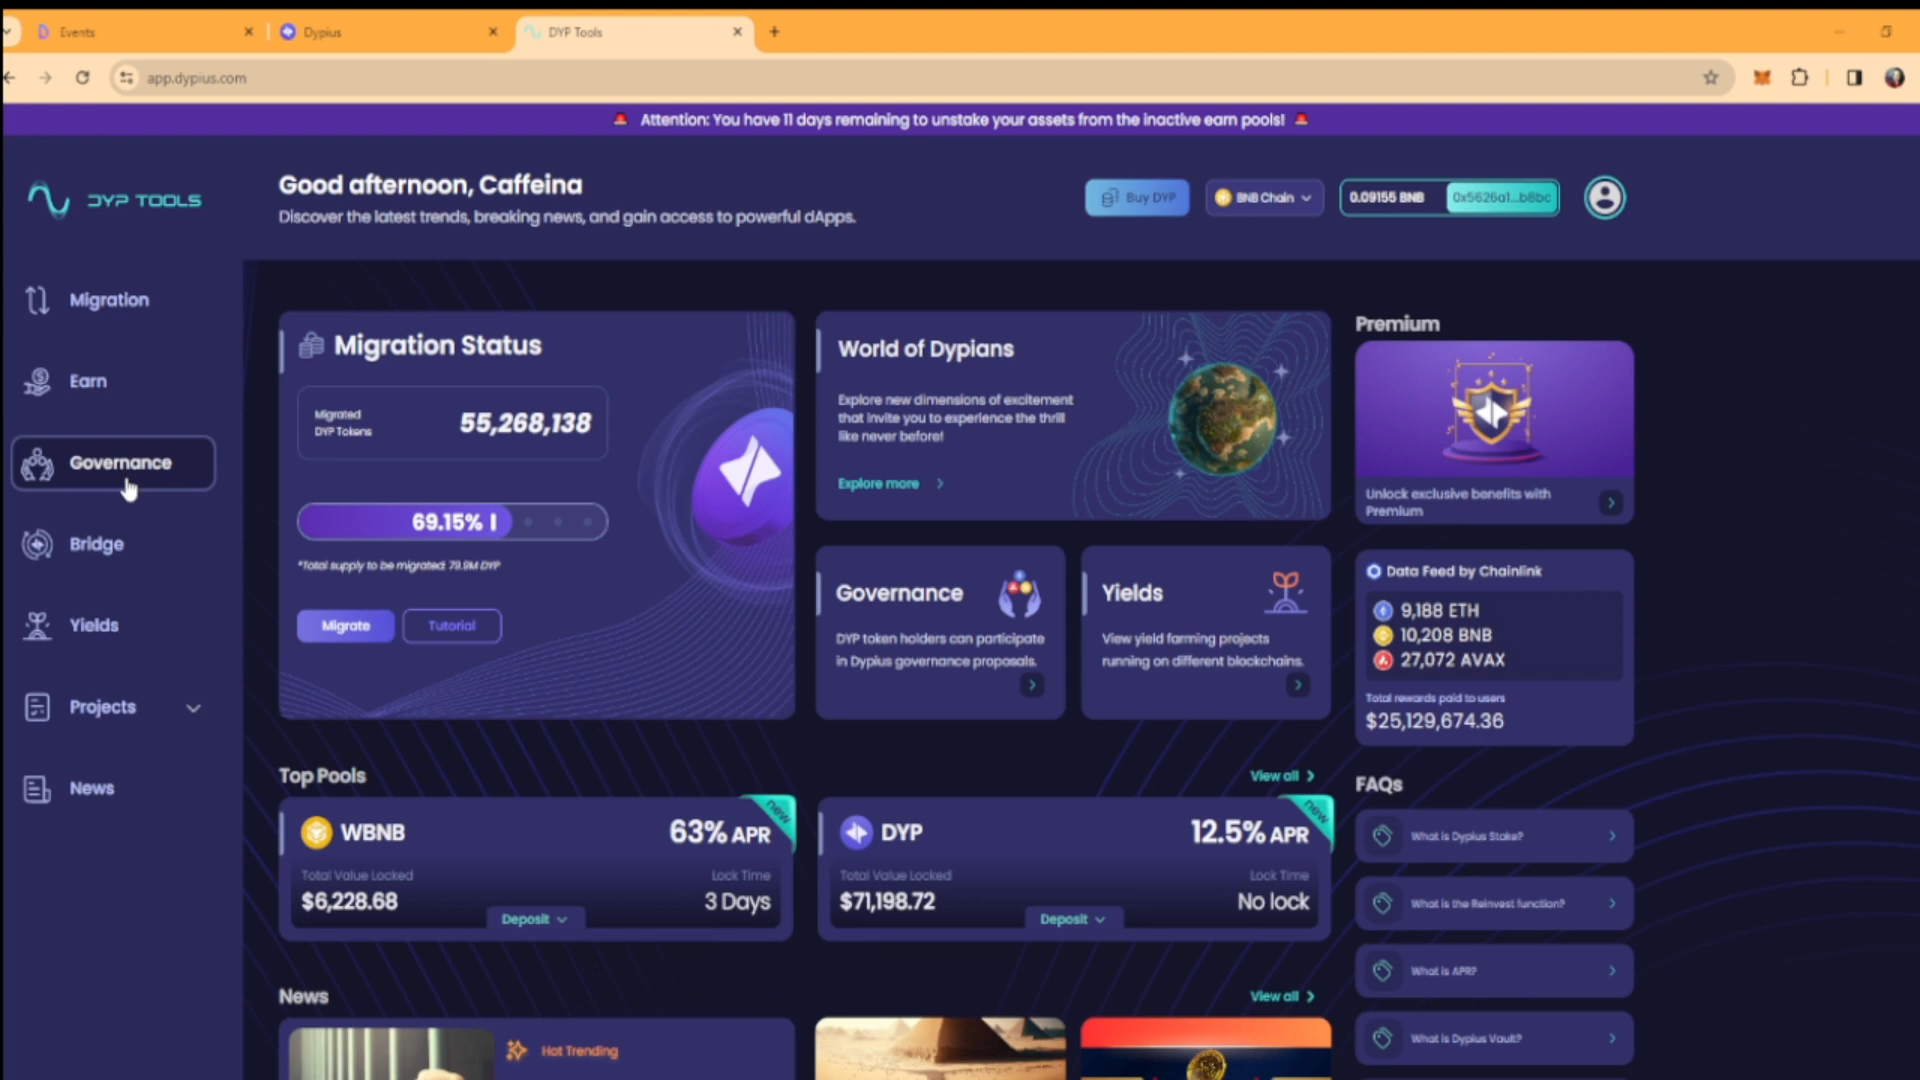 Events
Dypius
DYP Tools
app.dypius.com
Attention: You have 11 days remaining to unstake your assets from the inactive earn pools!
DYP TOOLS
Good afternoon, Caffeina
Discover the latest trends, breaking news, and gain access to powerful dApps.
Buy DYP
BNB Chain
0.09155 BNB
0x5626a1...b8bc
Migration
Earn
Governance
Bridge
Yields
Projects
News
Migration Status
Migrated
DYP Tokens
55,268,138
69.15%
*Total supply to be migrated: 79.9M DYP
Migrate
Tutorial
World of Dypians
Explore new dimensions of excitement
that invite you to experience the thrill
like never before!
Explore more
Governance
DYP token holders can participate
in Dypius governance proposals.
Yields
View yield farming projects
running on different blockchains.
Premium
Unlock exclusive benefits with
Premium
Data Feed by Chainlink
9,188 ETH
10,208 BNB
27,072 AVAX
Total rewards paid to users
$25,129,674.36
Top Pools
View all
new
WBNB
63% APR
Total Value Locked
Lock Time
$6,228.68
3 Days
Deposit
new
DYP
12.5% APR
Total Value Locked
Lock Time
$71,198.72
No lock
Deposit
FAQs
What is Dypius Stake?
What is the Reinvest function?
What is APR?
What is Dypius Vault?
News
View all
Hot Trending